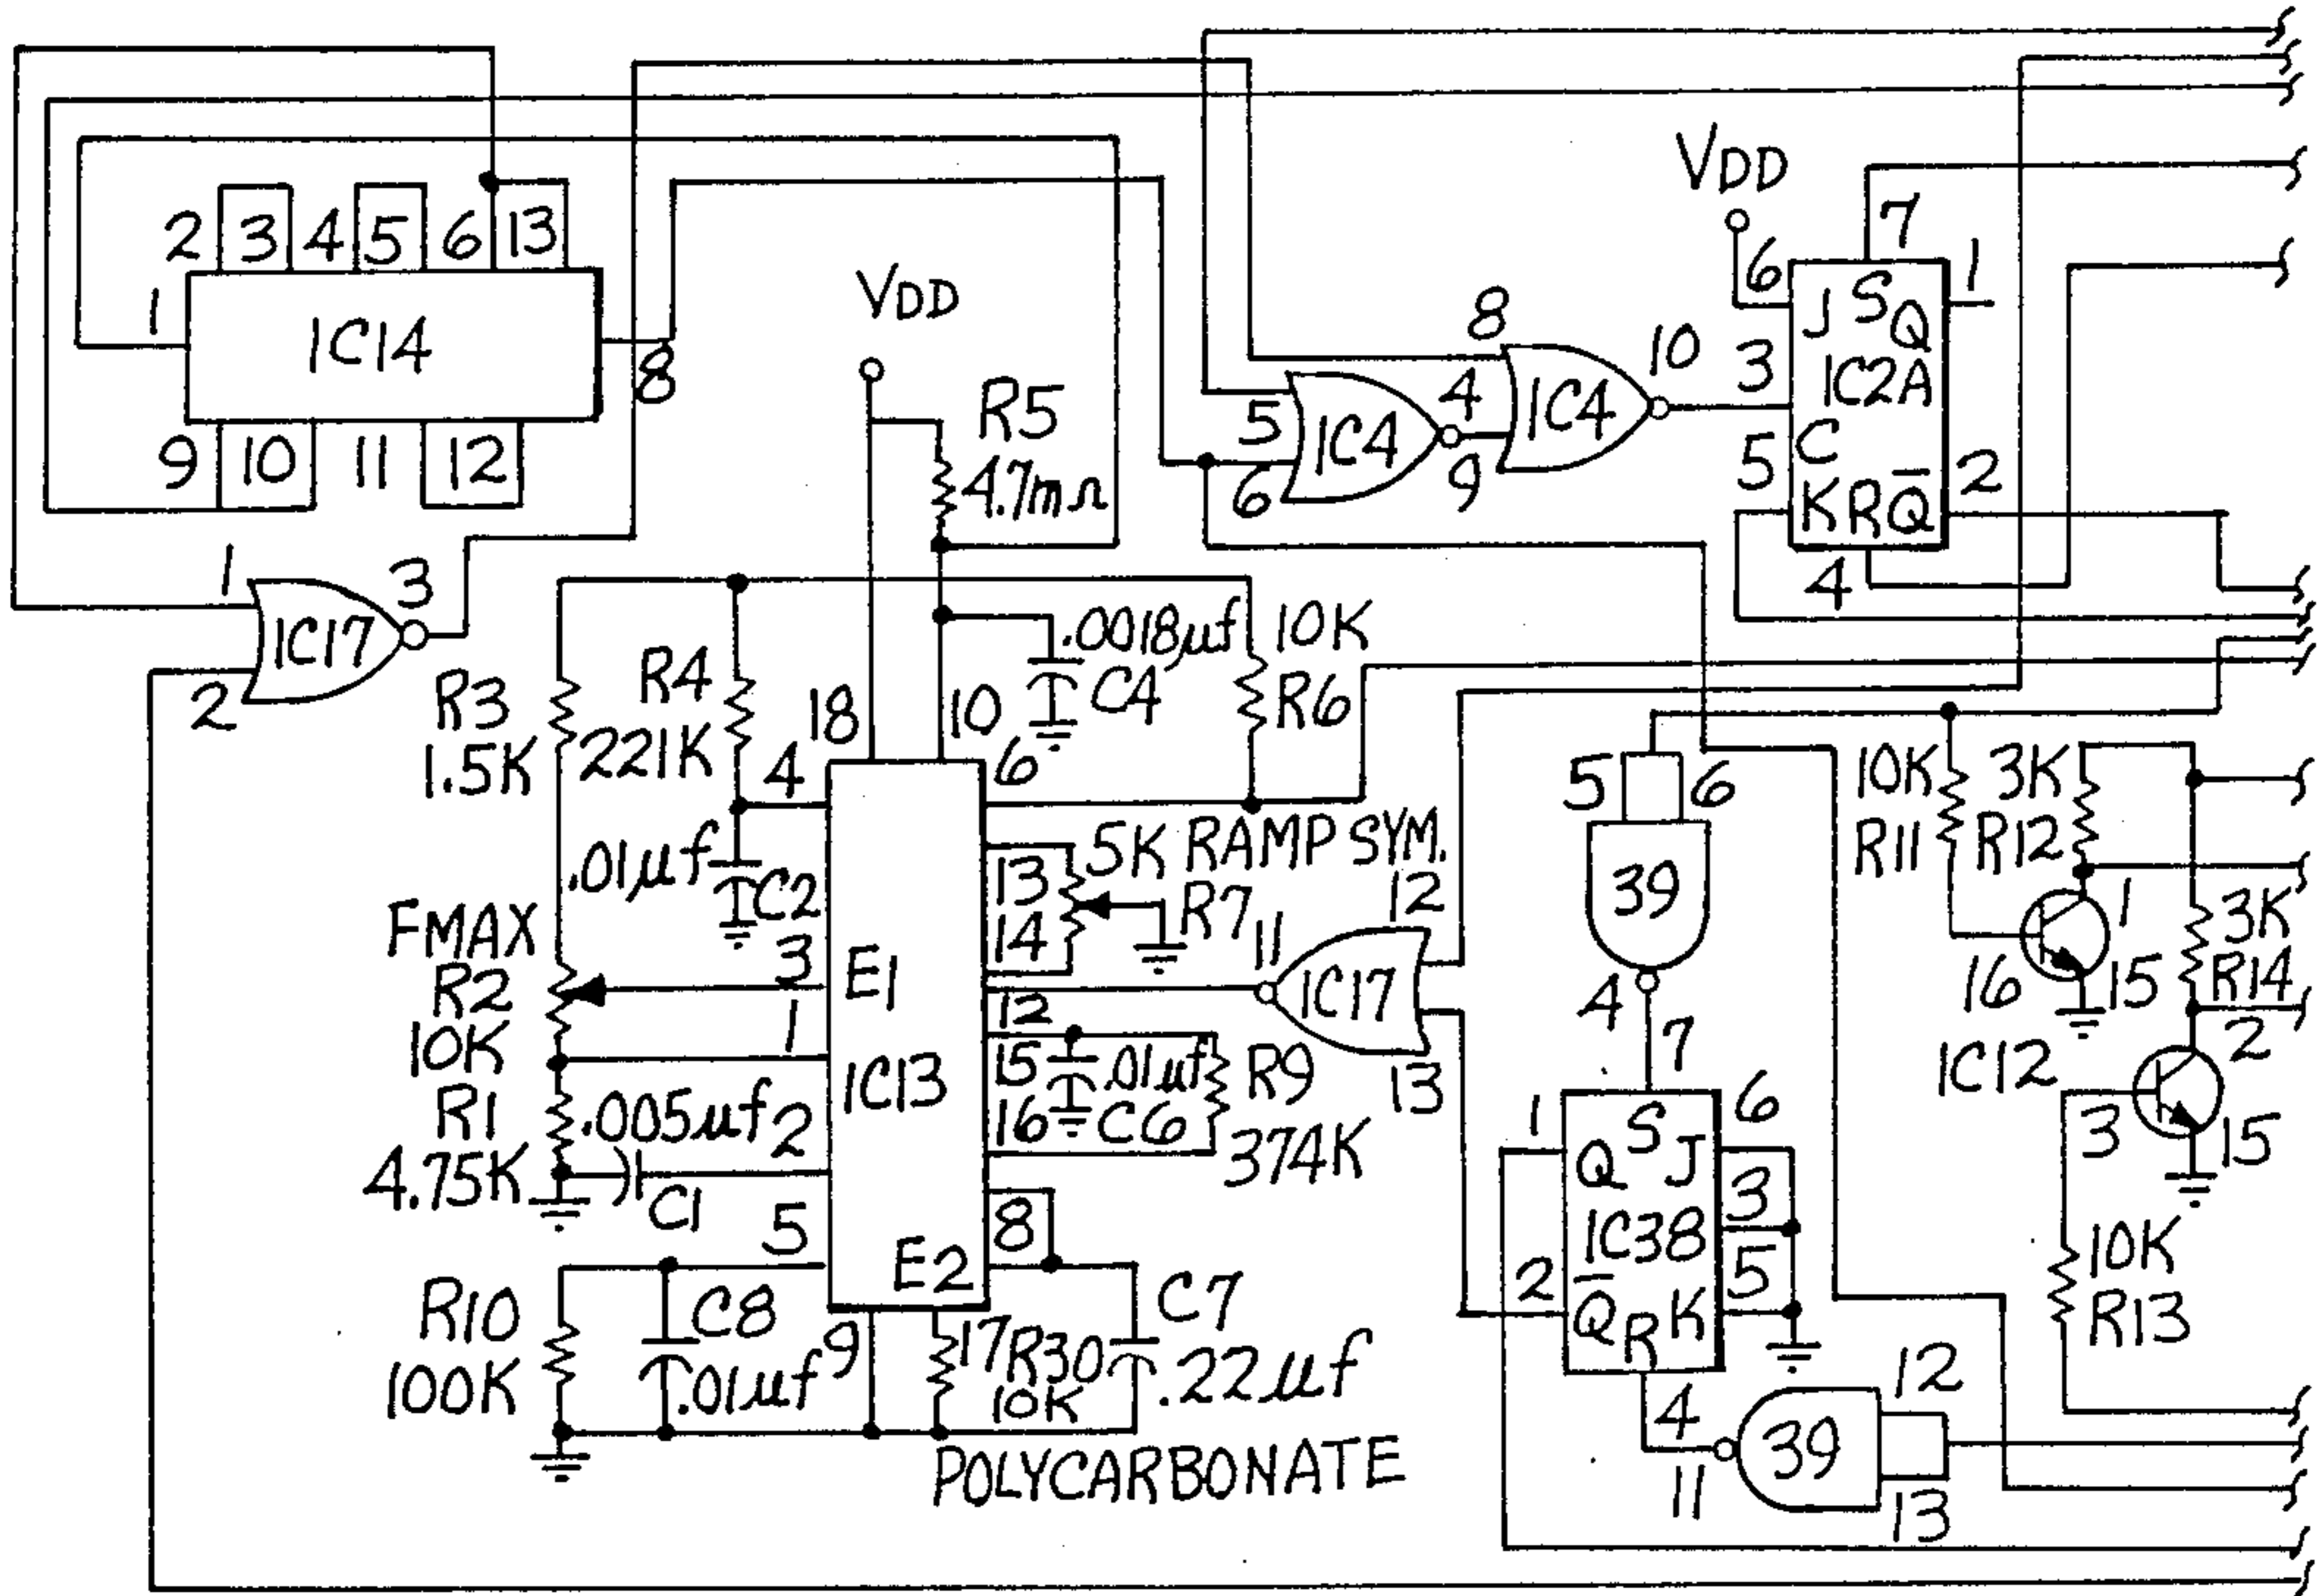 2 3 4 5 6 13
1 IC14 8
9 10 11 12
1 IC17 3
2
VDD
R5
4.7mΩ
8 10
5 IC4 4 IC4
6 9
VDD
6 7 1
J S Q
3 IC2A
C
5 K R Q̄ 2
4
R3
1.5K
R4
221K
18 10
.0018µf
C4
10K
R6
4 6
.01µf C2
13 5K RAMP SYM.
14 R7
FMAX
R2
10K
3 E1
1
IC13
R1
4.75K
.005µf 2
C1
12
11 IC17 12
13
15 .01µf R9
16 C6 374K
5 E2 8
R10
100K
C8
.01µf
9 17 R30
10K
C7
.22µf
POLYCARBONATE
5 6
39
4
7
1 S 6
Q J
IC38 3
2 Q̄ R K 5
4
11 39 12
13
10K
R11
3K
R12
1
16 15
3K
R14
IC12 2
3 15
10K
R13